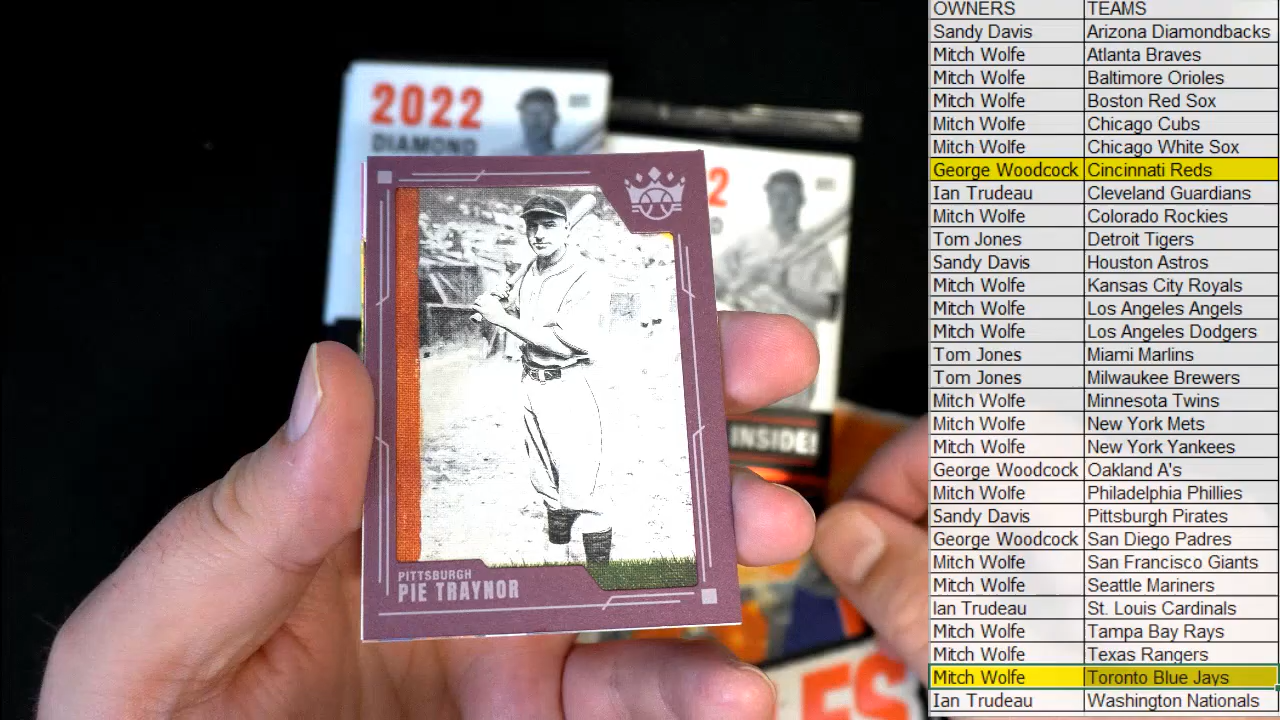 2022
DIAMOND
2
INSIDE!
PITTSBURGH
PIE TRAYNOR
ES
OWNERS TEAMS
Sandy Davis Arizona Diamondbacks
Mitch Wolfe Atlanta Braves
Mitch Wolfe Baltimore Orioles
Mitch Wolfe Boston Red Sox
Mitch Wolfe Chicago Cubs
Mitch Wolfe Chicago White Sox
George Woodcock Cincinnati Reds
Ian Trudeau Cleveland Guardians
Mitch Wolfe Colorado Rockies
Tom Jones Detroit Tigers
Sandy Davis Houston Astros
Mitch Wolfe Kansas City Royals
Mitch Wolfe Los Angeles Angels
Mitch Wolfe Los Angeles Dodgers
Tom Jones Miami Marlins
Tom Jones Milwaukee Brewers
Mitch Wolfe Minnesota Twins
Mitch Wolfe New York Mets
Mitch Wolfe New York Yankees
George Woodcock Oakland A's
Mitch Wolfe Philadelphia Phillies
Sandy Davis Pittsburgh Pirates
George Woodcock San Diego Padres
Mitch Wolfe San Francisco Giants
Mitch Wolfe Seattle Mariners
Ian Trudeau St. Louis Cardinals
Mitch Wolfe Tampa Bay Rays
Mitch Wolfe Texas Rangers
Mitch Wolfe Toronto Blue Jays
Ian Trudeau Washington Nationals